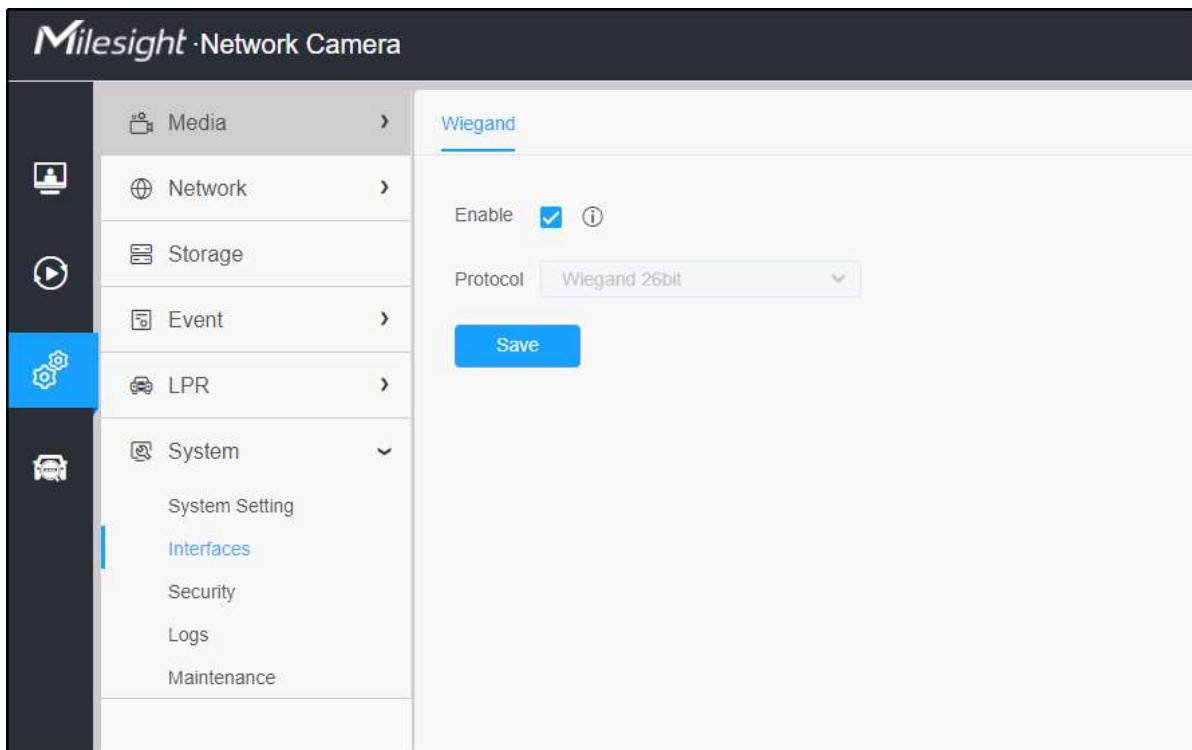 Milesight ·Network Camera
Media
Network
Storage
Event
LPR
System
System Setting
Interfaces
Security
Logs
Maintenance
Wiegand
Enable
Protocol Wiegand 26bit
Save